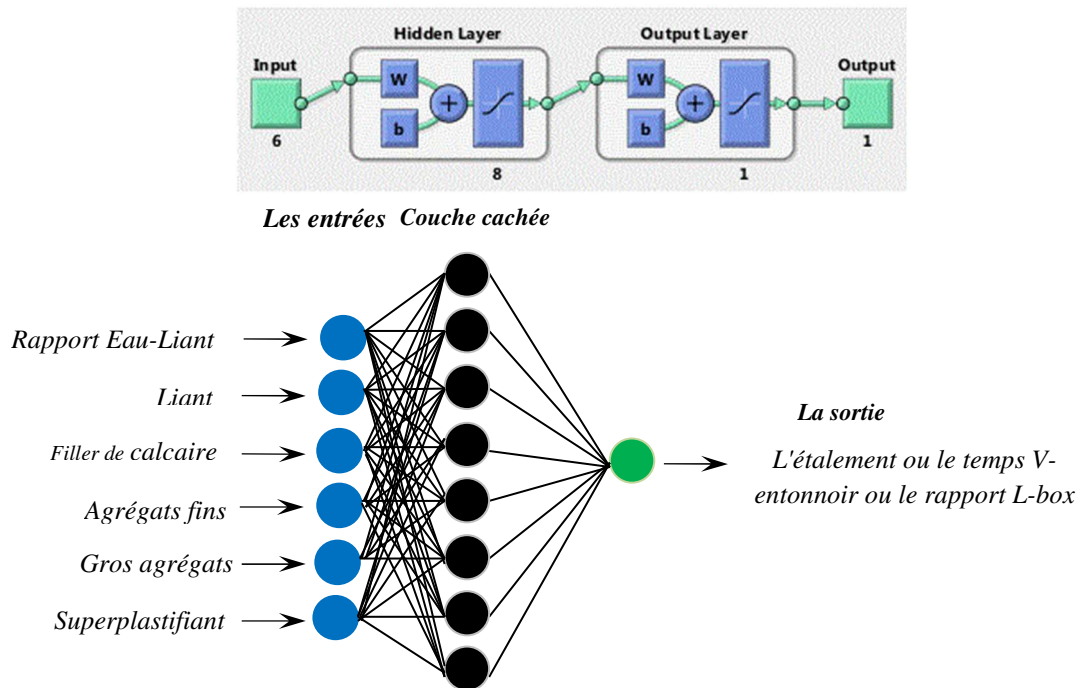 Hidden Layer
Output Layer
Input
Output
W
b
+
W
b
+
6
8
1
1
Les entrées Couche cachée
Rapport Eau-Liant
Liant
Filler de calcaire
Agrégats fins
Gros agrégats
Superplastifiant
La sortie
L'étalement ou le temps V-
entonnoir ou le rapport L-box